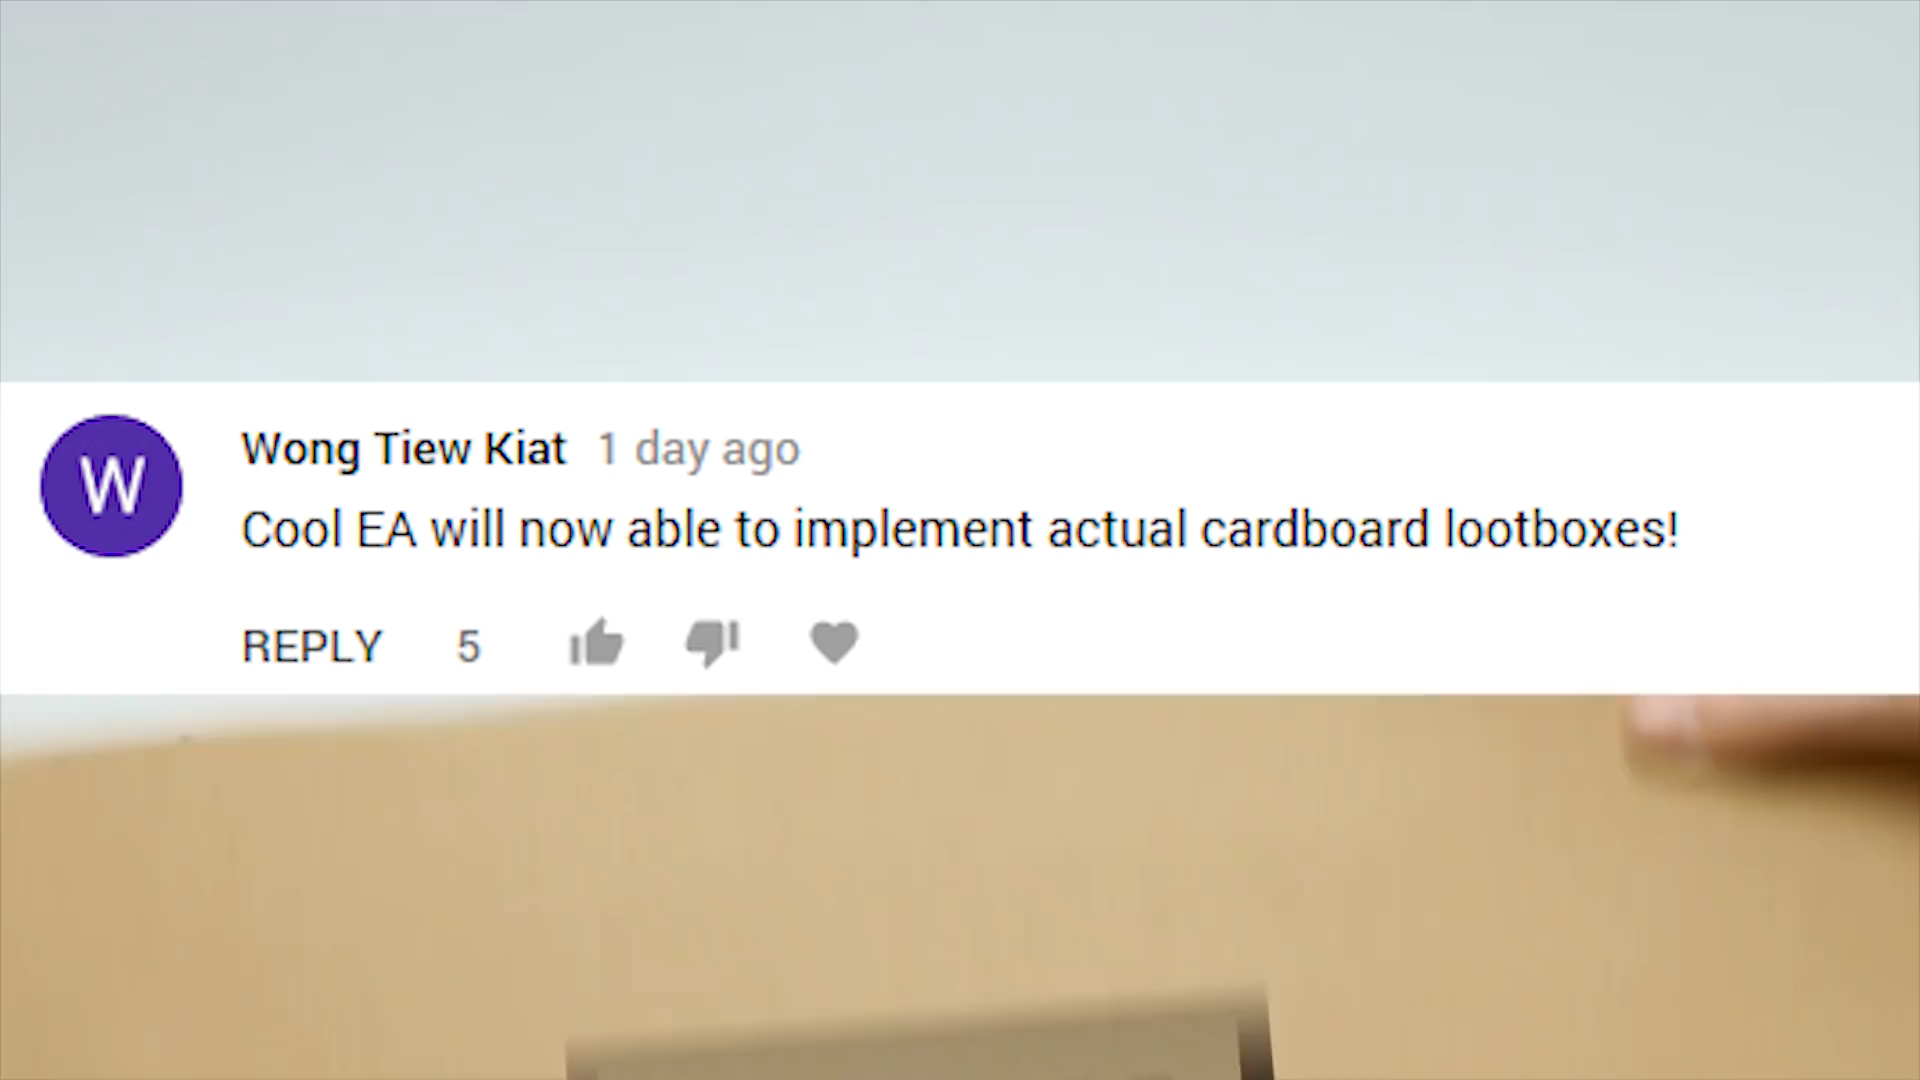 W
Wong Tiew Kiat 1 day ago
Cool EA will now able to implement actual cardboard lootboxes!
REPLY 5